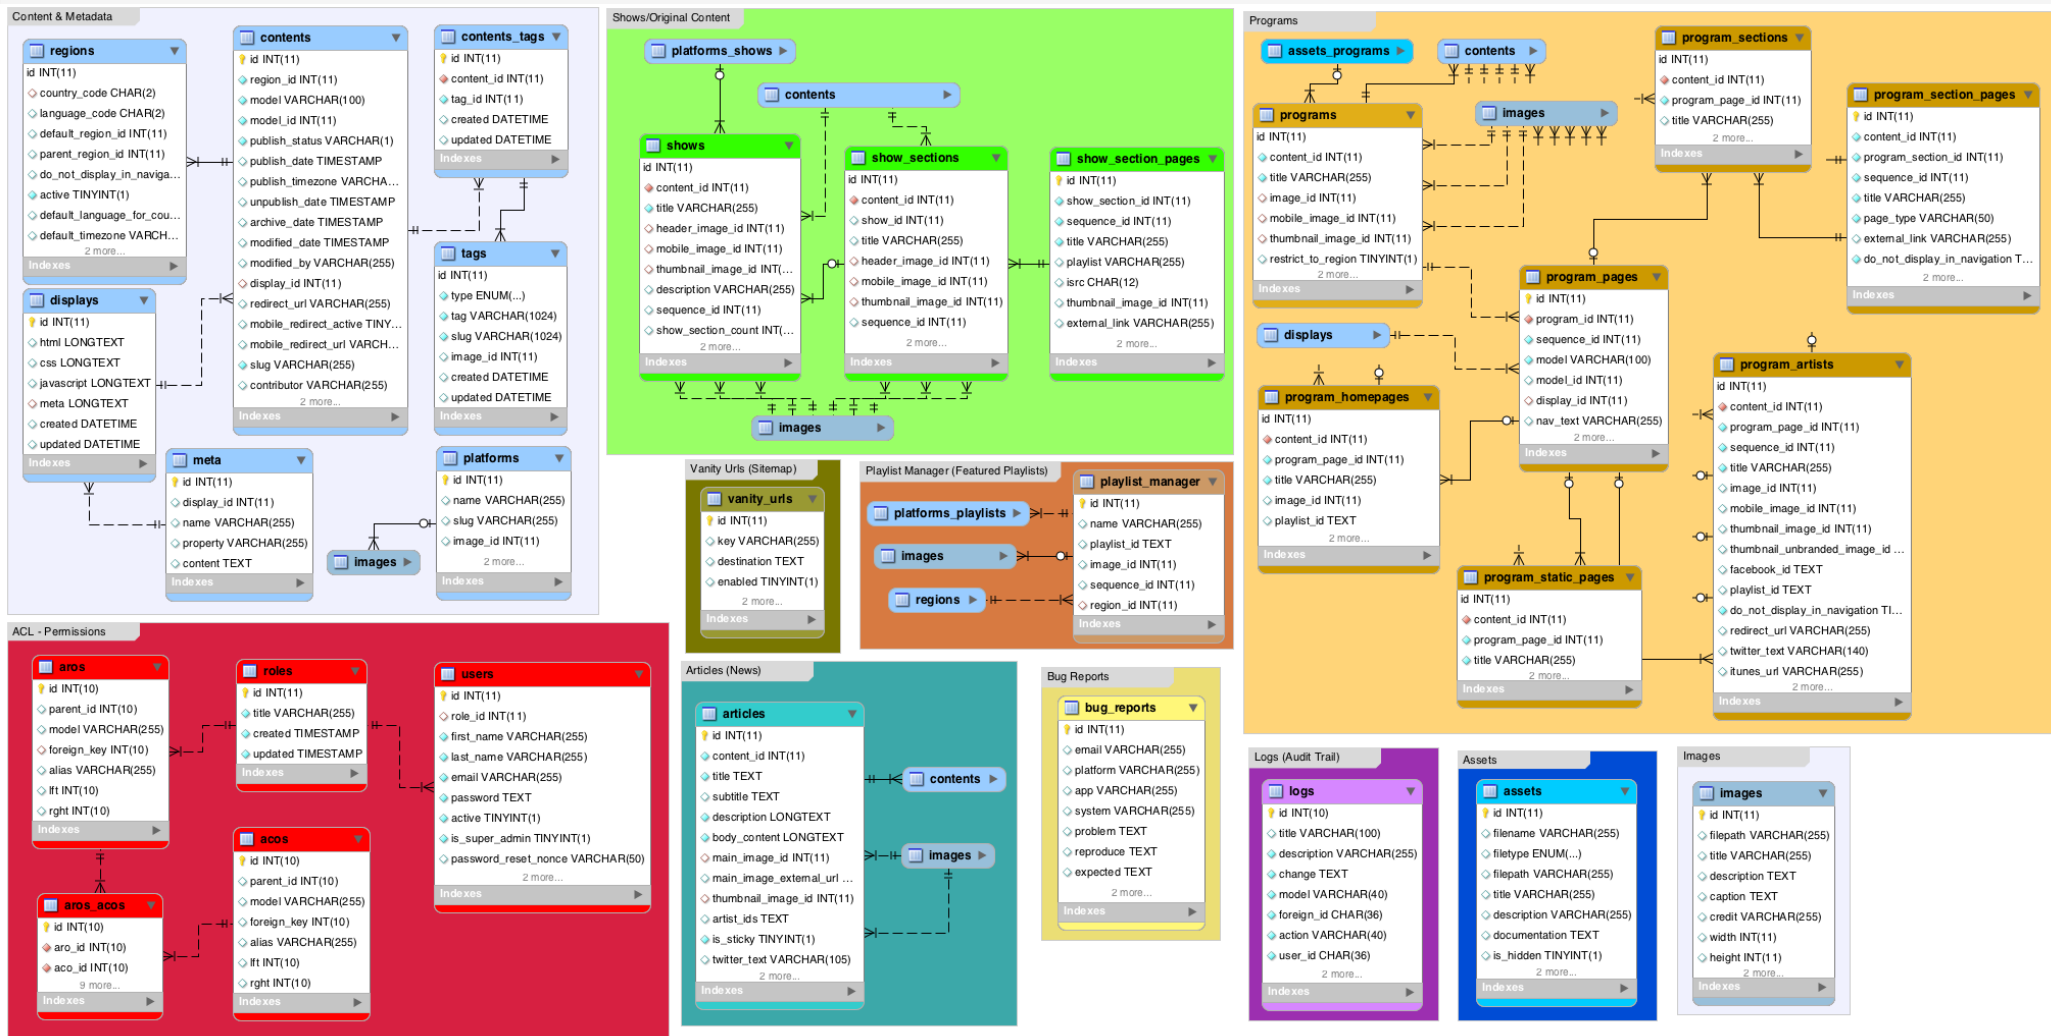 Content & Metadata
regions
id INT(11)
country_code CHAR(2)
language_code CHAR(2)
default_region_id INT(11)
parent_region_id INT(11)
do_not_display_in_naviga...
active TINYINT(1)
default_language_for_cou...
default_timezone VARCH...
2 more...
Indexes
contents
id INT(11)
region_id INT(11)
model VARCHAR(100)
model_id INT(11)
publish_status VARCHAR(1)
publish_date TIMESTAMP
publish_timezone VARCHA...
unpublish_date TIMESTAMP
archive_date TIMESTAMP
modified_date TIMESTAMP
modified_by VARCHAR(255)
display_id INT(11)
redirect_url VARCHAR(255)
mobile_redirect_active TINY...
mobile_redirect_url VARCH...
slug VARCHAR(255)
contributor VARCHAR(255)
2 more...
Indexes
contents_tags
id INT(11)
content_id INT(11)
tag_id INT(11)
created DATETIME
updated DATETIME
Indexes
tags
id INT(11)
type ENUM(...)
tag VARCHAR(1024)
slug VARCHAR(1024)
image_id INT(11)
created DATETIME
updated DATETIME
Indexes
displays
id INT(11)
html LONGTEXT
css LONGTEXT
javascript LONGTEXT
meta LONGTEXT
created DATETIME
updated DATETIME
Indexes
meta
id INT(11)
display_id INT(11)
name VARCHAR(255)
property VARCHAR(255)
content TEXT
Indexes
platforms
id INT(11)
name VARCHAR(255)
slug VARCHAR(255)
image_id INT(11)
2 more...
Indexes
images
Shows/Original Content
platforms_shows
contents
shows
id INT(11)
content_id INT(11)
title VARCHAR(255)
header_image_id INT(11)
mobile_image_id INT(11)
thumbnail_image_id INT(...
description VARCHAR(255)
sequence_id INT(11)
show_section_count INT(...
2 more...
Indexes
show_sections
id INT(11)
content_id INT(11)
show_id INT(11)
title VARCHAR(255)
header_image_id INT(11)
mobile_image_id INT(11)
thumbnail_image_id INT(11)
sequence_id INT(11)
2 more...
Indexes
show_section_pages
id INT(11)
show_section_id INT(11)
sequence_id INT(11)
title VARCHAR(255)
playlist VARCHAR(255)
isrc CHAR(12)
thumbnail_image_id INT(11)
external_link VARCHAR(255)
2 more...
Indexes
images
Programs
assets_programs
contents
images
programs
id INT(11)
content_id INT(11)
title VARCHAR(255)
image_id INT(11)
mobile_image_id INT(11)
thumbnail_image_id INT(11)
restrict_to_region TINYINT(1)
2 more...
Indexes
program_sections
id INT(11)
content_id INT(11)
program_page_id INT(11)
title VARCHAR(255)
2 more...
Indexes
program_section_pages
id INT(11)
content_id INT(11)
program_section_id INT(11)
sequence_id INT(11)
title VARCHAR(255)
page_type VARCHAR(50)
external_link VARCHAR(255)
do_not_display_in_navigation T...
2 more...
Indexes
displays
program_pages
id INT(11)
program_id INT(11)
sequence_id INT(11)
model VARCHAR(100)
model_id INT(11)
display_id INT(11)
nav_text VARCHAR(255)
2 more...
Indexes
program_homepages
id INT(11)
content_id INT(11)
program_page_id INT(11)
title VARCHAR(255)
image_id INT(11)
playlist_id TEXT
Indexes
program_static_pages
id INT(11)
content_id INT(11)
program_page_id INT(11)
title VARCHAR(255)
2 more...
Indexes
program_artists
id INT(11)
content_id INT(11)
program_page_id INT(11)
sequence_id INT(11)
title VARCHAR(255)
image_id INT(11)
mobile_image_id INT(11)
thumbnail_image_id INT(11)
thumbnail_unbranded_image_id ...
facebook_id TEXT
playlist_id TEXT
do_not_display_in_navigation TI...
redirect_url VARCHAR(255)
twitter_text VARCHAR(140)
itunes_url VARCHAR(255)
2 more...
Indexes
Vanity Urls (Sitemap)
vanity_urls
id INT(11)
key VARCHAR(255)
destination TEXT
enabled TINYINT(1)
2 more...
Indexes
Playlist Manager (Featured Playlists)
platforms_playlists
images
regions
playlist_manager
id INT(11)
name VARCHAR(255)
playlist_id TEXT
image_id INT(11)
sequence_id INT(11)
region_id INT(11)
Indexes
ACL - Permissions
aros
id INT(10)
parent_id INT(10)
model VARCHAR(255)
foreign_key INT(10)
alias VARCHAR(255)
lft INT(10)
rght INT(10)
Indexes
roles
id INT(11)
title VARCHAR(255)
created TIMESTAMP
updated TIMESTAMP
Indexes
users
id INT(11)
role_id INT(11)
first_name VARCHAR(255)
last_name VARCHAR(255)
email VARCHAR(255)
password TEXT
active TINYINT(1)
is_super_admin TINYINT(1)
password_reset_nonce VARCHAR(50)
2 more...
Indexes
acos
id INT(10)
parent_id INT(10)
model VARCHAR(255)
foreign_key INT(10)
alias VARCHAR(255)
lft INT(10)
rght INT(10)
Indexes
aros_acos
id INT(10)
aro_id INT(10)
aco_id INT(10)
9 more...
Indexes
Articles (News)
articles
id INT(11)
content_id INT(11)
title TEXT
subtitle TEXT
description LONGTEXT
body_content LONGTEXT
main_image_id INT(11)
main_image_external_url ...
thumbnail_image_id INT(11)
artist_ids TEXT
is_sticky TINYINT(1)
twitter_text VARCHAR(105)
2 more...
Indexes
contents
images
Bug Reports
bug_reports
id INT(11)
email VARCHAR(255)
platform VARCHAR(255)
app VARCHAR(255)
system VARCHAR(255)
problem TEXT
reproduce TEXT
expected TEXT
2 more...
Indexes
Logs (Audit Trail)
logs
id INT(10)
title VARCHAR(100)
description VARCHAR(255)
change TEXT
model VARCHAR(40)
foreign_id CHAR(36)
action VARCHAR(40)
user_id CHAR(36)
2 more...
Indexes
Assets
assets
id INT(11)
filename VARCHAR(255)
filetype ENUM(...)
filepath VARCHAR(255)
title VARCHAR(255)
description VARCHAR(255)
documentation TEXT
is_hidden TINYINT(1)
2 more...
Indexes
Images
images
id INT(11)
filepath VARCHAR(255)
title VARCHAR(255)
description TEXT
caption TEXT
credit VARCHAR(255)
width INT(11)
height INT(11)
2 more...
Indexes